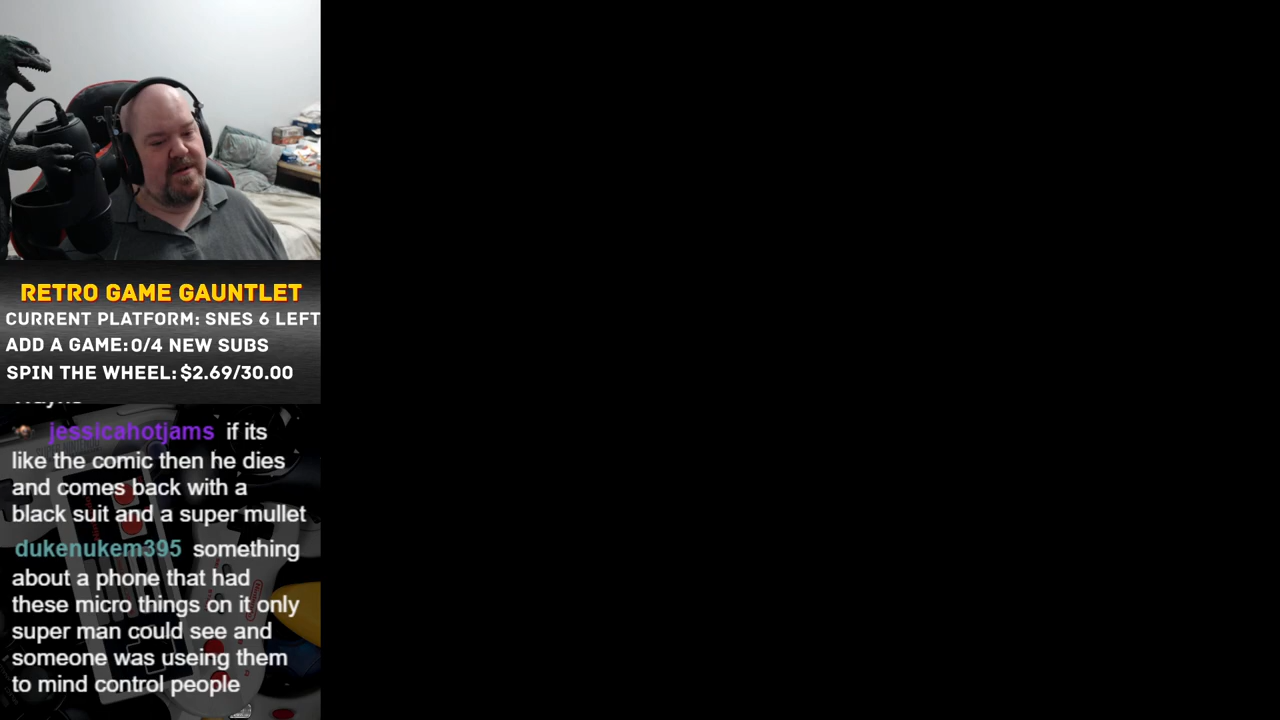 RETRO GAME GAUNTLET
CURRENT PLATFORM: SNES 6 LEFT
ADD A GAME: 0/4 NEW SUBS
SPIN THE WHEEL: $2.69/30.00
jessicahotjams if its
like the comic then he dies
and comes back with a
black suit and a super mullet
dukenukem395 something
about a phone that had
these micro things on it only
super man could see and
someone was useing them
to mind control people